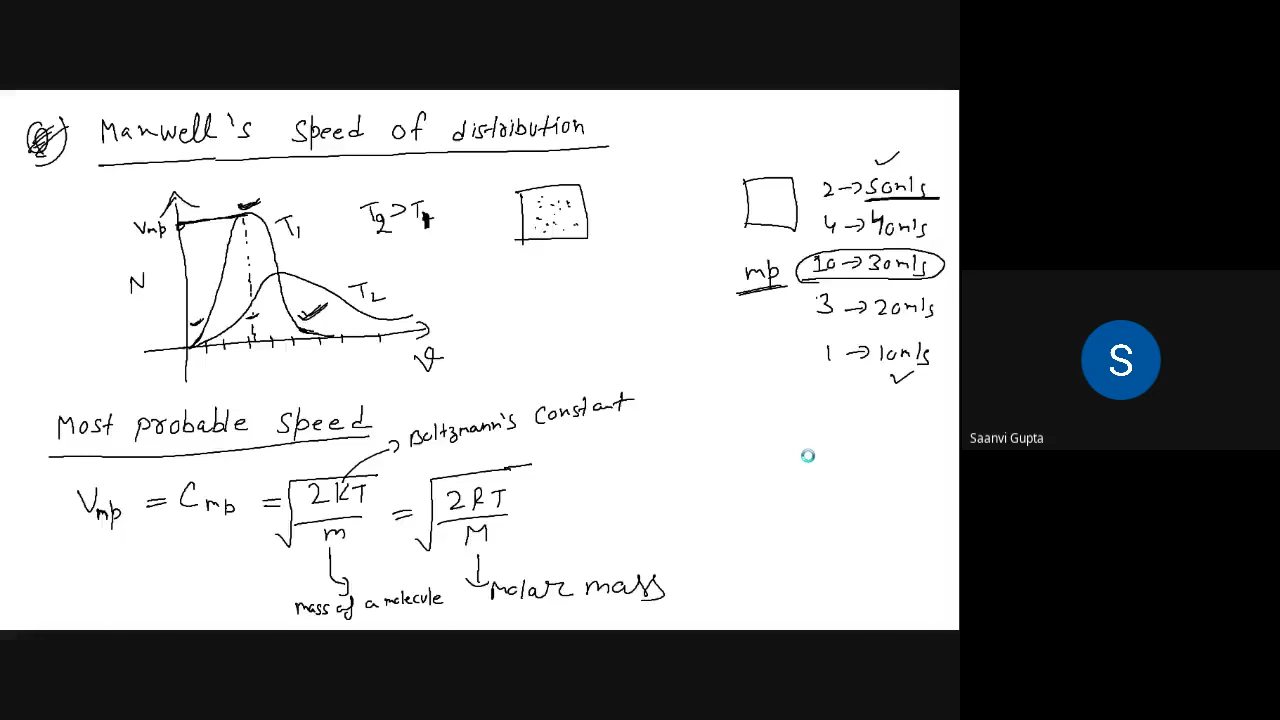 Maxwell's speed of distribution
Vmp
T1
T2 > T1
N
T2
V
2 → 50m/s
4 → 40m/s
mp 10 → 30m/s
3 → 20m/s
1 → 10m/s
Most probable speed
Boltzmann's Constant
Vmp = Cmp = √(2KT/m) = √(2RT/M)
mass of a molecule
Molar mass
S
Saanvi Gupta